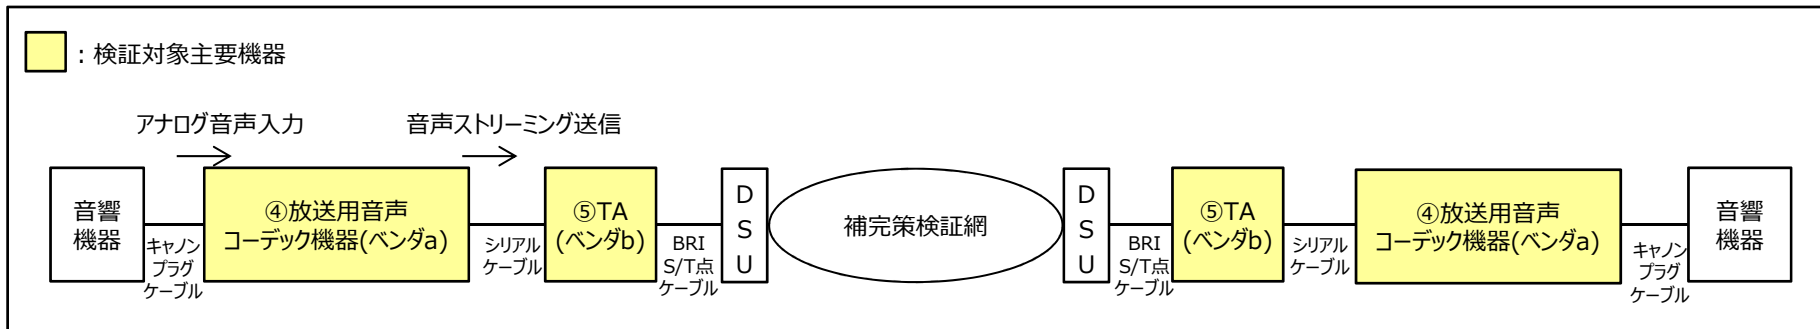 ：検証対象主要機器
アナログ音声入力
音声ストリーミング送信
音響
機器
キャノン
プラグ
ケーブル
④放送用音声
コーデック機器(ベンダa)
シリアル
ケーブル
⑤TA
(ベンダb)
BRI
S/T点
ケーブル
D
S
U
補完策検証網
D
S
U
BRI
S/T点
ケーブル
⑤TA
(ベンダb)
シリアル
ケーブル
④放送用音声
コーデック機器(ベンダa)
キャノン
プラグ
ケーブル
音響
機器